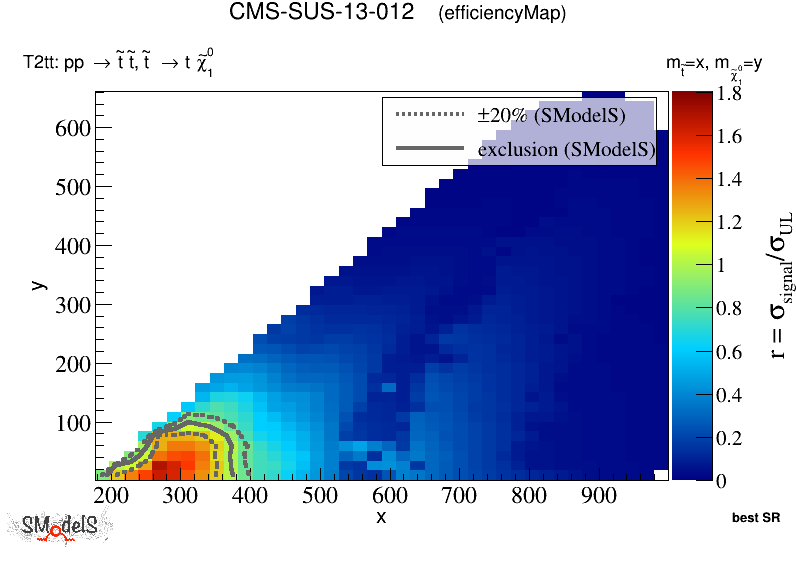 CMS-SUS-13-012 (efficiencyMap)
T2tt: pp → t̃ t̃, t̃ → t χ̃⁰₁
m_t̃=x, m_χ̃⁰₁=y
±20% (SModelS)
exclusion (SModelS)
600
500
400
300
200
100
y
200 300 400 500 600 700 800 900
x
1.8
1.6
1.4
1.2
1
0.8
0.6
0.4
0.2
0
r = σ_signal/σ_UL
SModelS
best SR